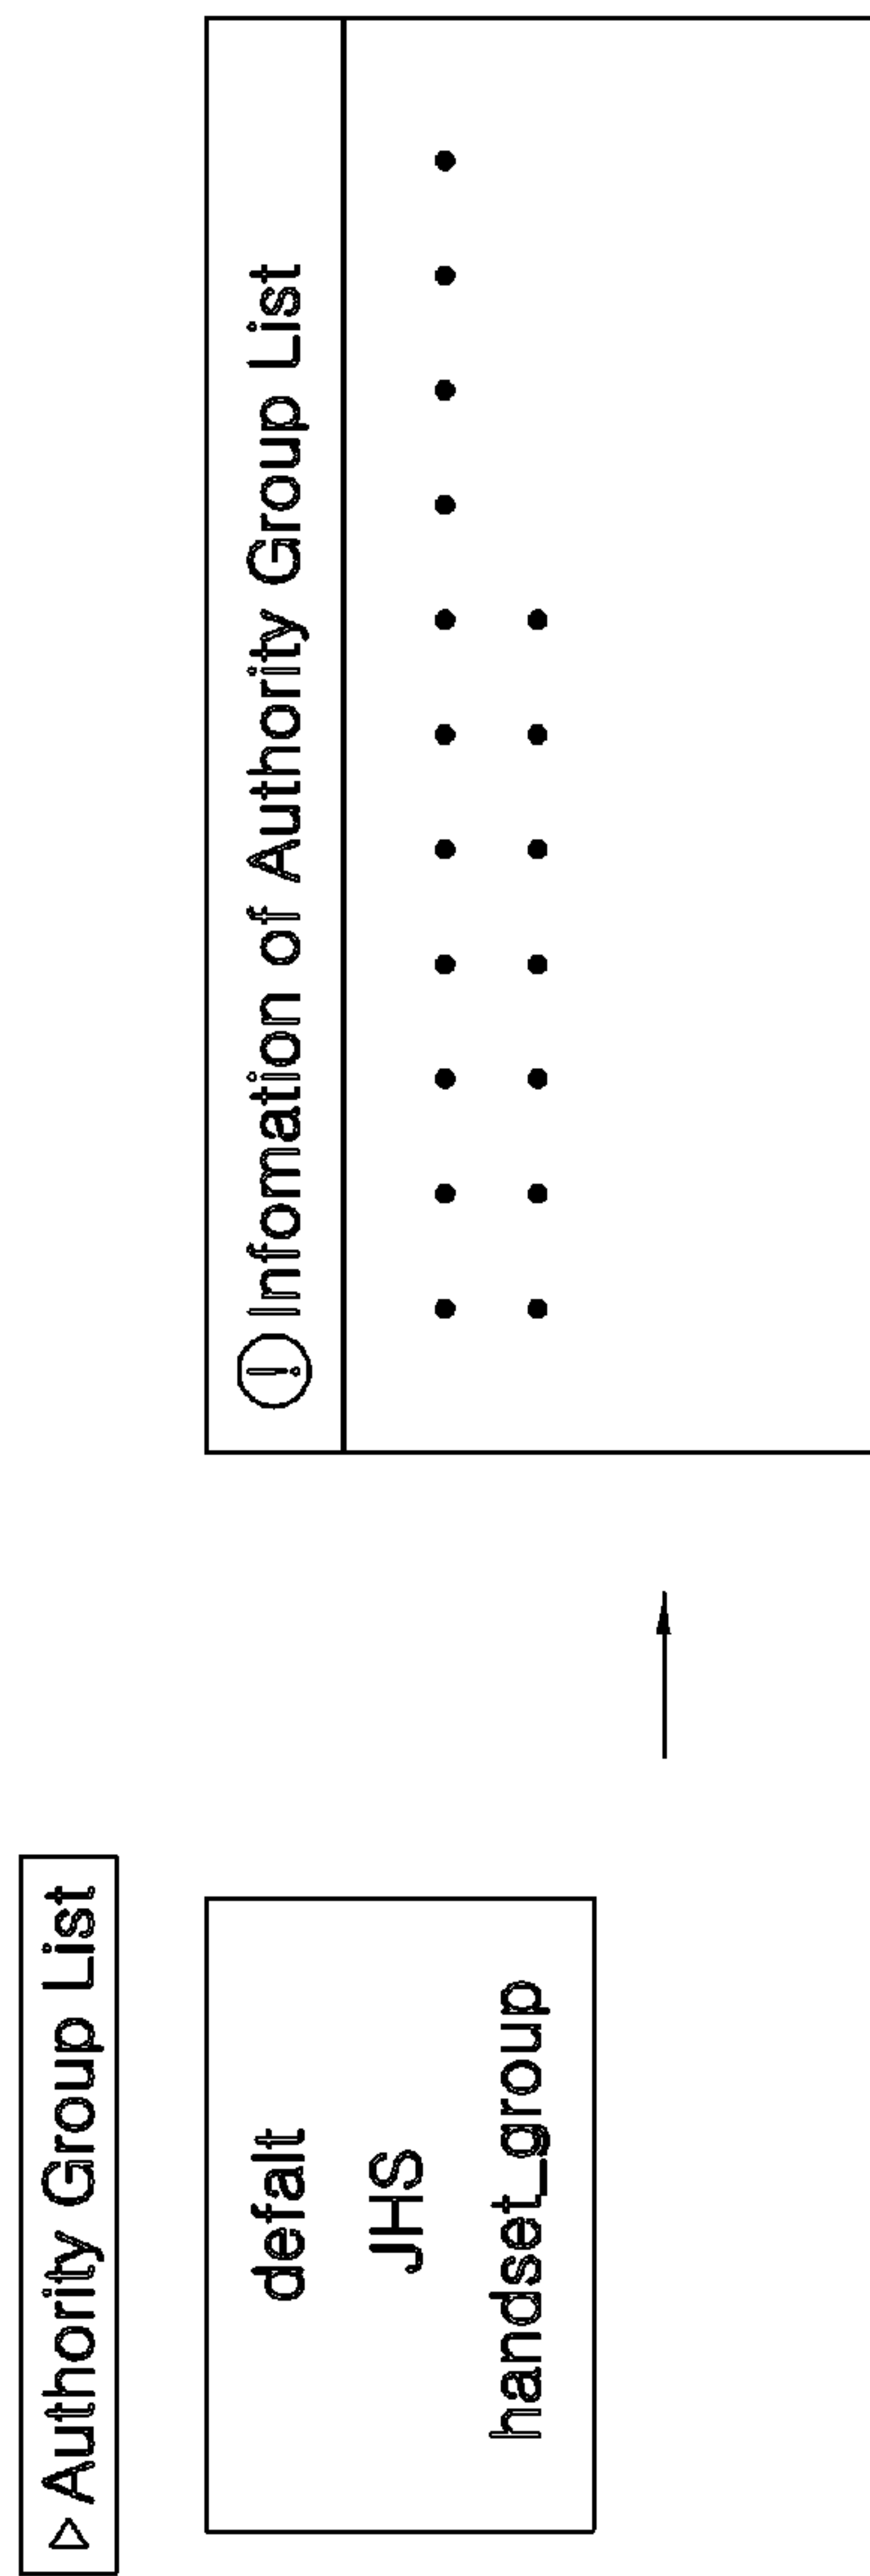 ▷ Authority Group List
defalt
JHS
handset_group
! Infomation of Authority Group List